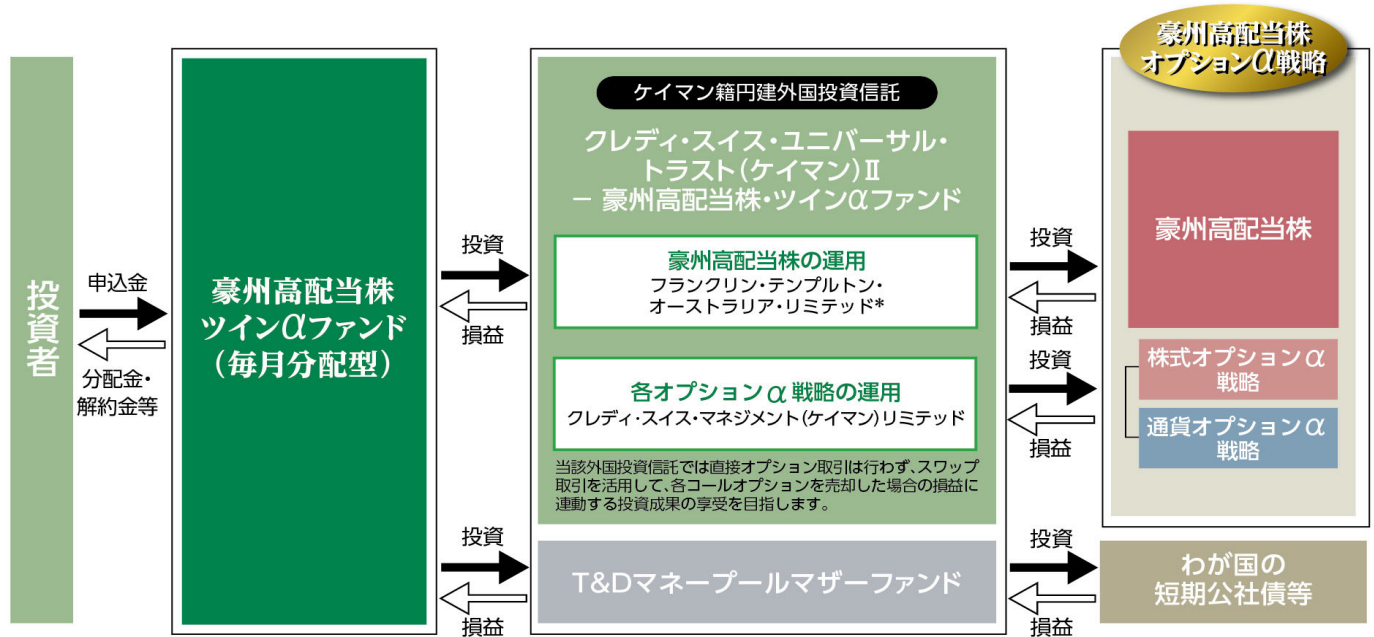 投資者
申込金
分配金・
解約金等
豪州高配当株
ツインαファンド
(毎月分配型)
投資
損益
投資
損益
ケイマン籍円建外国投資信託
クレディ・スイス・ユニバーサル・
トラスト(ケイマン)Ⅱ
− 豪州高配当株・ツインαファンド
豪州高配当株の運用
フランクリン・テンプルトン・
オーストラリア・リミテッド*
各オプションα戦略の運用
クレディ・スイス・マネジメント(ケイマン)リミテッド
当該外国投資信託では直接オプション取引は行わず、スワップ
取引を活用して、各コールオプションを売却した場合の損益に
連動する投資成果の享受を目指します。
T&Dマネープールマザーファンド
投資
損益
投資
損益
投資
損益
豪州高配当株
オプションα戦略
豪州高配当株
株式オプションα
戦略
通貨オプションα
戦略
わが国の
短期公社債等